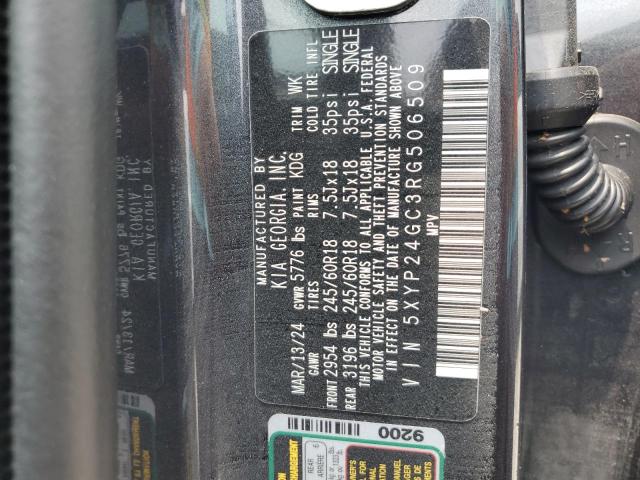 MANUFACTURED BY
KIA GEORGIA, INC.
MAR/13/24 GVWR 5776 lbs PAINT KDG TRIM WK
GAWR TIRES RIMS COLD TIRE INFL
FRONT 2954 lbs 245/60R18 7.5Jx18 35psi SINGLE
REAR 3196 lbs 245/60R18 7.5Jx18 35psi SINGLE
THIS VEHICLE CONFORMS TO ALL APPLICABLE U.S.A. FEDERAL
MOTOR VEHICLE SAFETY AND THEFT PREVENTION STANDARDS
IN EFFECT ON THE DATE OF MANUFACTURE SHOWN ABOVE
VIN 5XYP24GC3RG506509
MPV
9200
REAR
ARRIERE